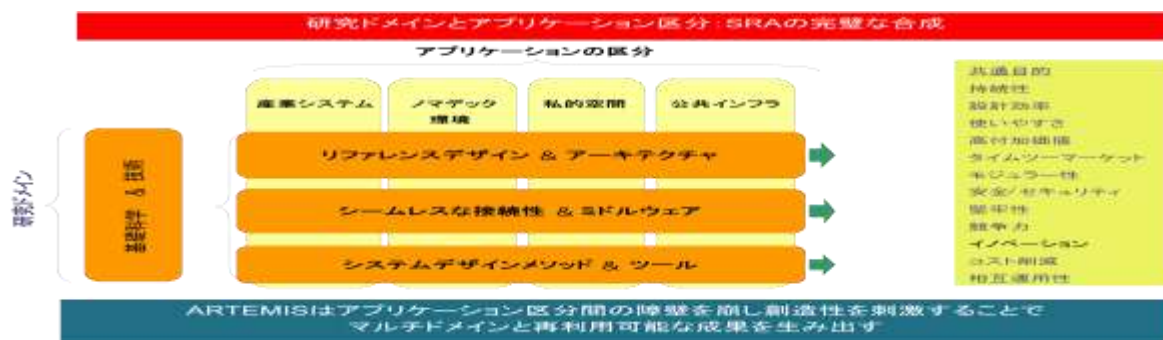 研究ドメインとアプリケーション区分:SRAの完璧な合成
アプリケーションの区分
産業システム
ノマデック
環境
私的空間
公共インフラ
研究ドメイン
基礎科学 & 技術
リファレンスデザイン & アーキテクチャ
シームレスな接続性 & ミドルウェア
システムデザインメソッド & ツール
共通目的
持続性
設計効率
使いやすさ
高付加価値
タイムツーマーケット
モジュラー性
安全/セキュリティ
堅牢性
競争力
イノベーション
コスト削減
相互運用性
ARTEMISはアプリケーション区分間の障壁を崩し創造性を刺激することで
マルチドメインと再利用可能な成果を生み出す